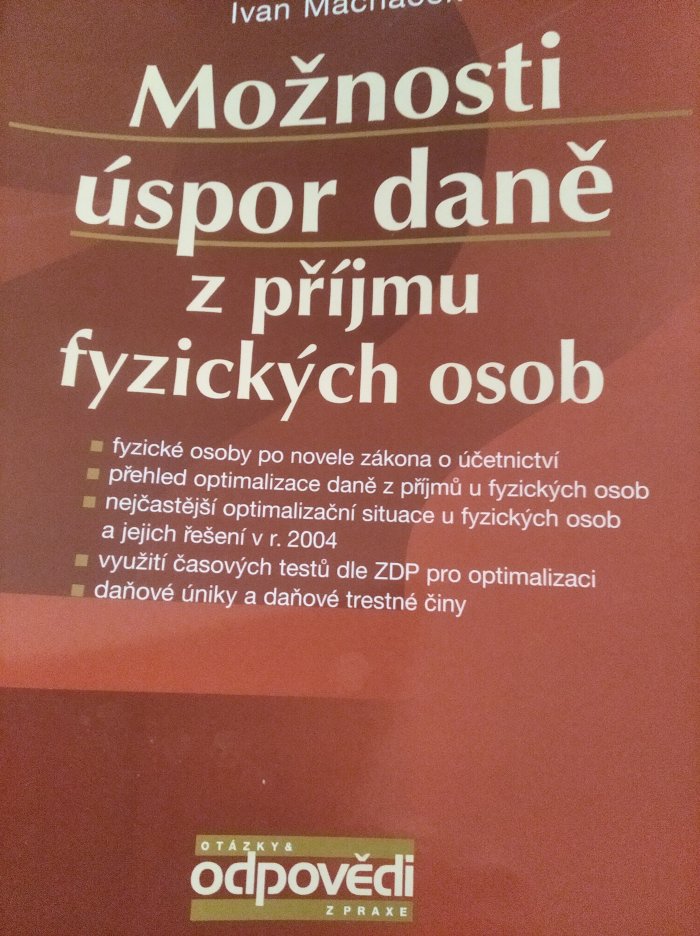 Ivan Macháček
Možnosti
úspor daně
z příjmu
fyzických osob
fyzické osoby po novele zákona o účetnictví
přehled optimalizace daně z příjmů u fyzických osob
nejčastější optimalizační situace u fyzických osob
a jejich řešení v r. 2004
využití časových testů dle ZDP pro optimalizaci
daňové úniky a daňové trestné činy
OTÁZKY &
odpovědi
Z PRAXE